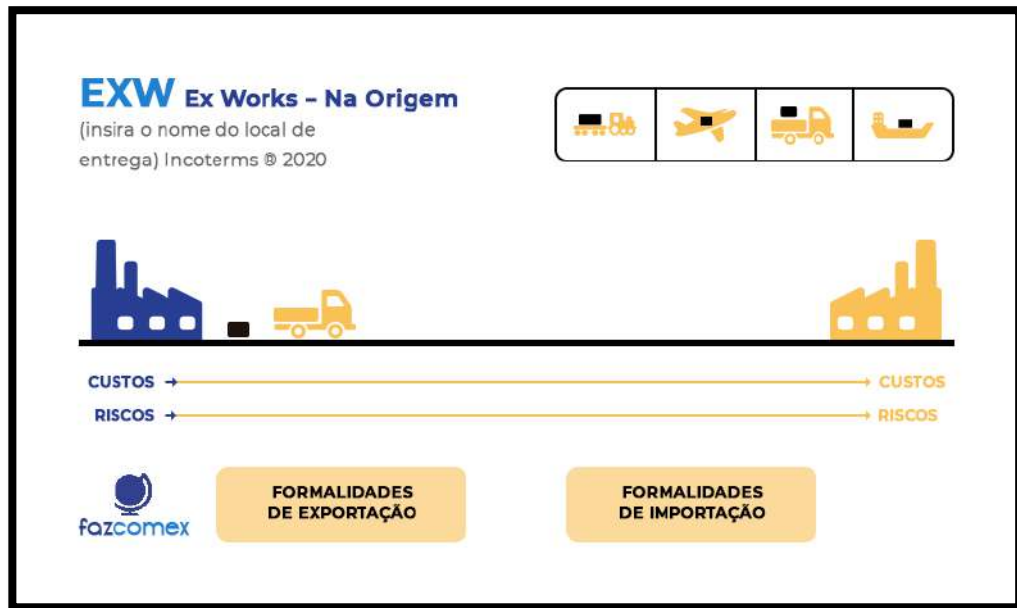 EXW Ex Works – Na Origem
(insira o nome do local de
entrega) Incoterms ® 2020
CUSTOS
CUSTOS
RISCOS
RISCOS
fazcomex
FORMALIDADES
DE EXPORTAÇÃO
FORMALIDADES
DE IMPORTAÇÃO